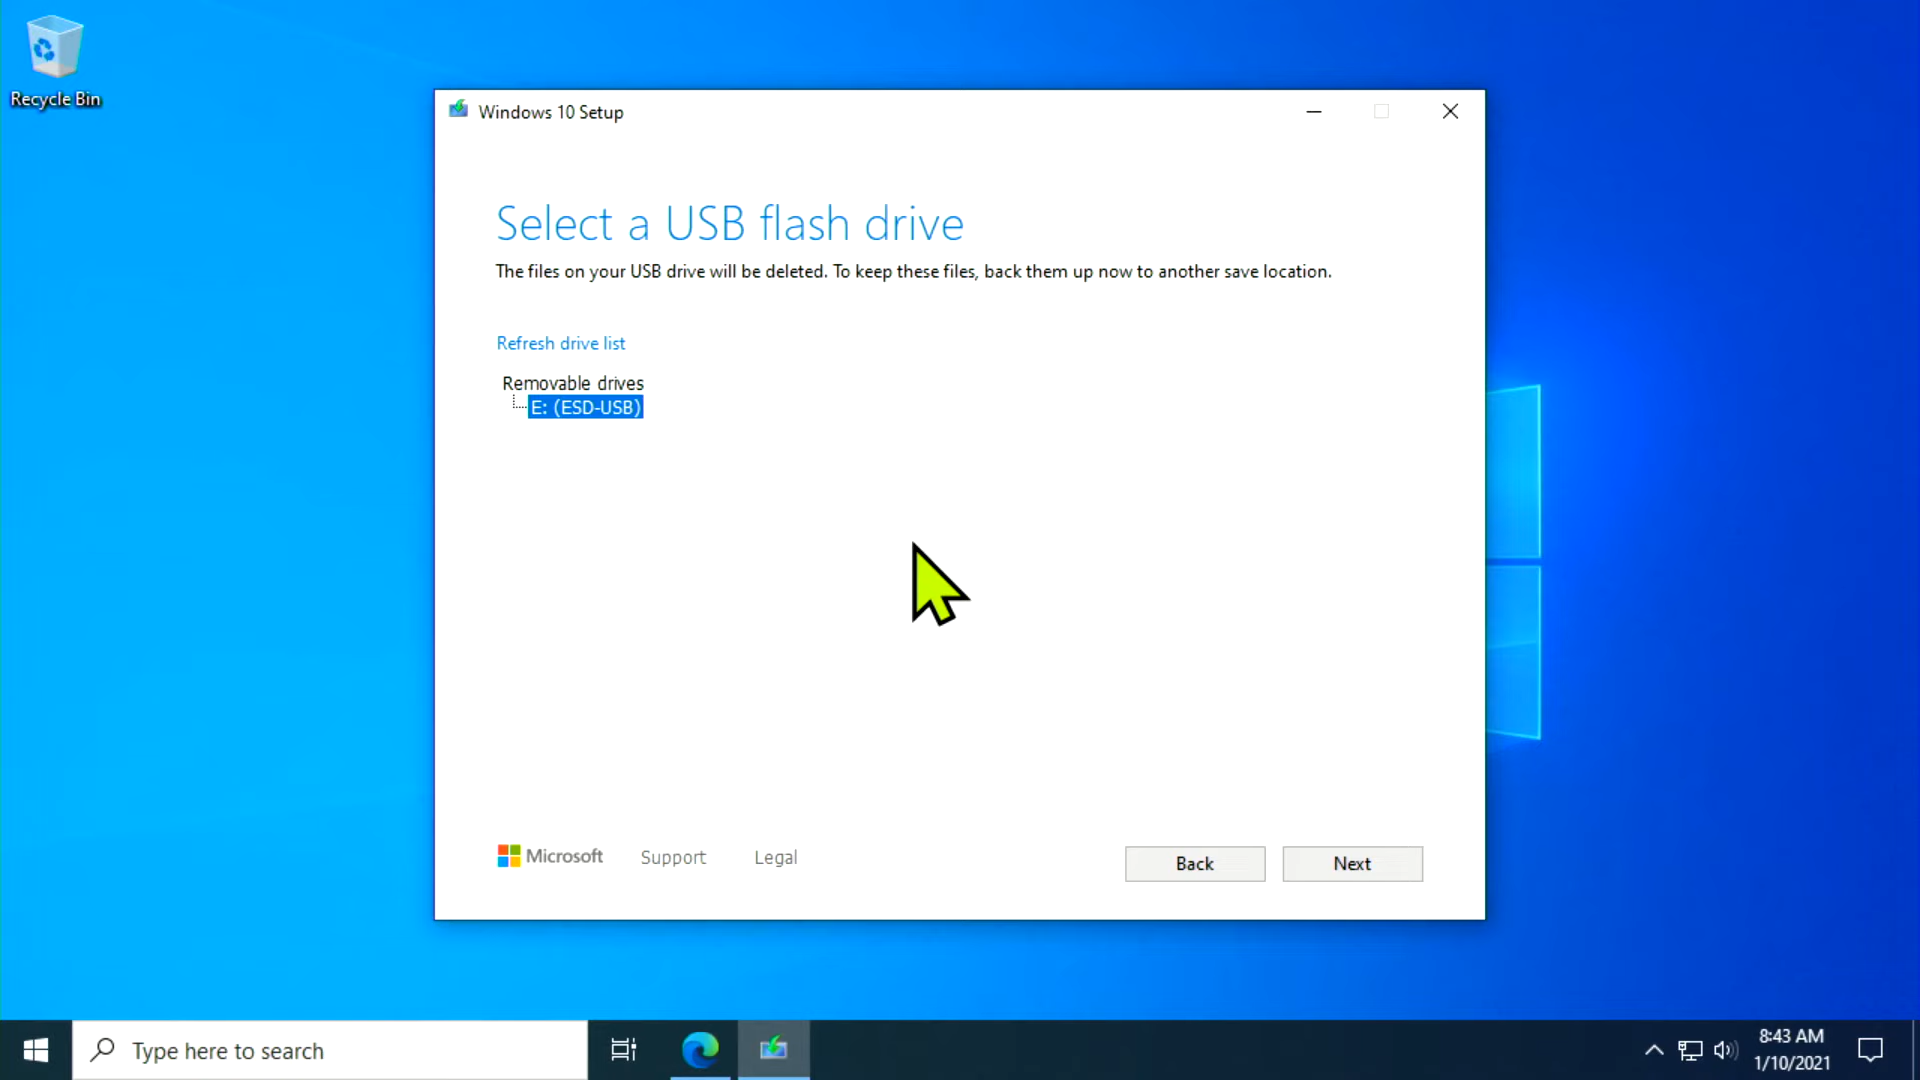 Recycle Bin
Windows 10 Setup
Select a USB flash drive
The files on your USB drive will be deleted. To keep these files, back them up now to another save location.
Refresh drive list
Removable drives
E: (ESD-USB)
Microsoft Support Legal
Back Next
Type here to search
8:43 AM
1/10/2021